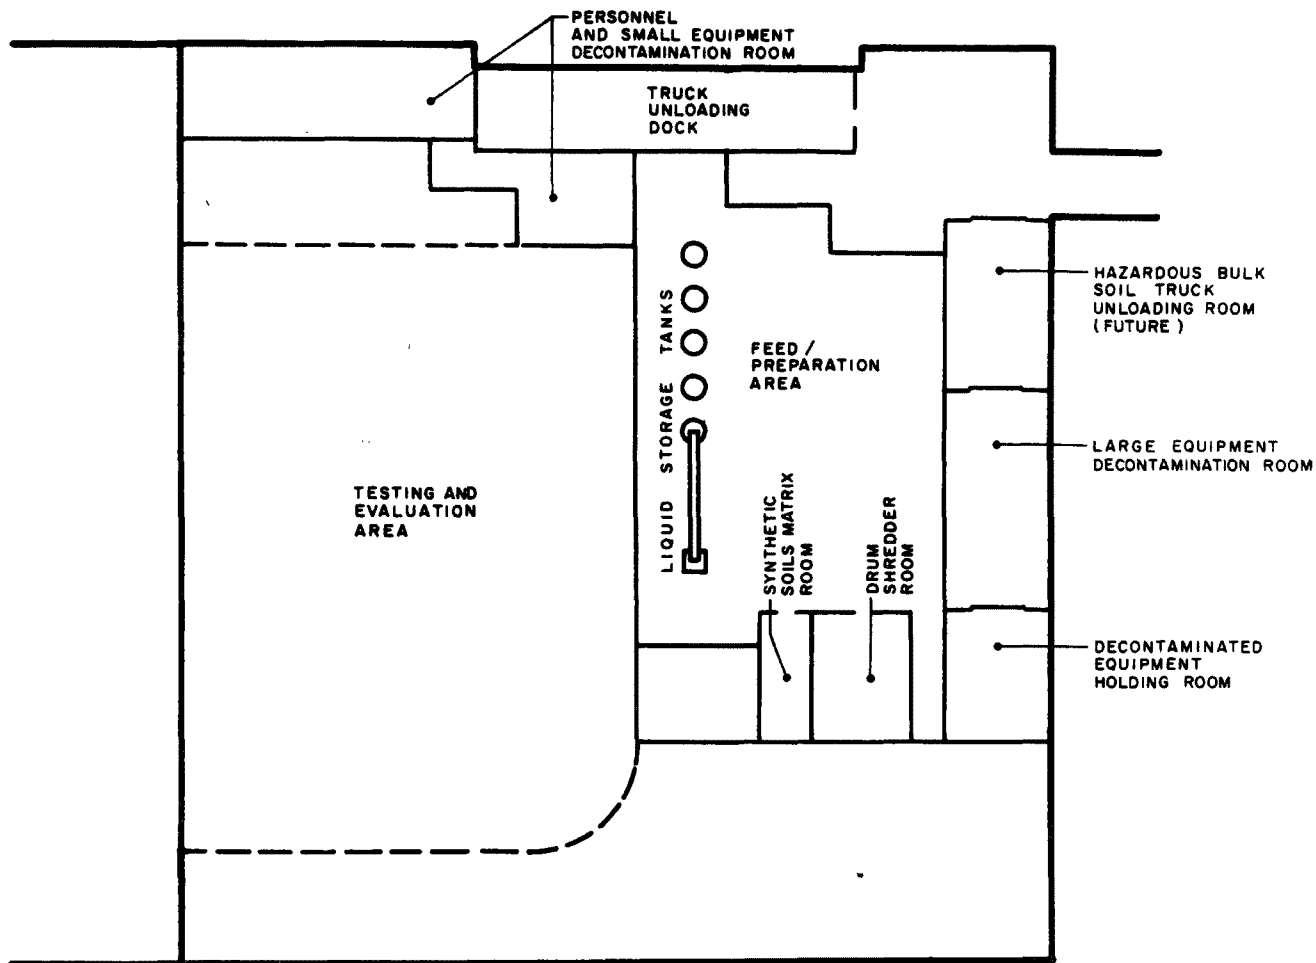 PERSONNEL
AND SMALL EQUIPMENT
DECONTAMINATION ROOM
TRUCK
UNLOADING
DOCK
HAZARDOUS BULK
SOIL TRUCK
UNLOADING ROOM
(FUTURE)
LIQUID STORAGE TANKS
FEED/
PREPARATION
AREA
LARGE EQUIPMENT
DECONTAMINATION ROOM
TESTING AND
EVALUATION
AREA
SYNTHETIC
SOILS MATRIX
ROOM
DRUM
SHREDDER
ROOM
DECONTAMINATED
EQUIPMENT
HOLDING ROOM